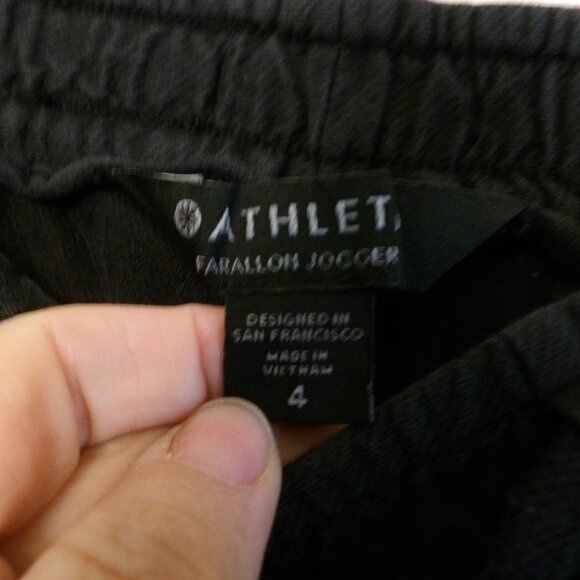 ATHLET
FARALLON JOGGER
DESIGNED IN
SAN FRANCISCO
MADE IN
VIETNAM
4